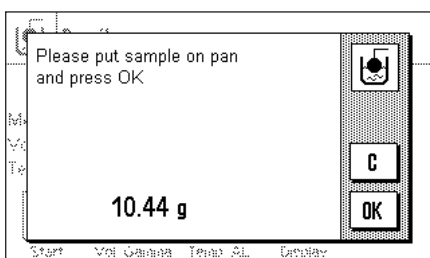 Please put sample on pan
and press OK
C
10.44 g
OK
Start Vol Gamma Temp AL Display